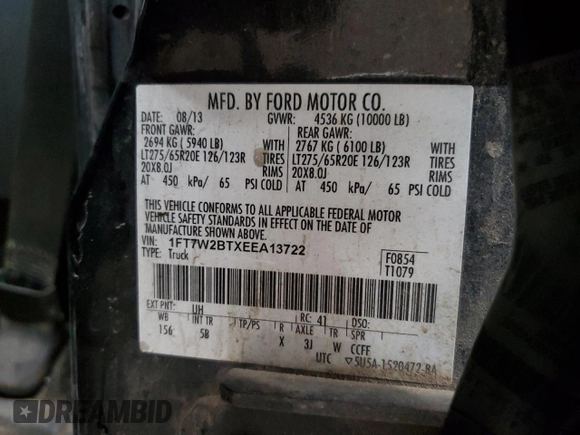 MFD. BY FORD MOTOR CO.
DATE: 08/13 GVWR: 4536 KG (10000 LB)
FRONT GAWR: REAR GAWR:
2694 KG ( 5940 LB) WITH 2767 KG ( 6100 LB) WITH
LT275/65R20E 126/123R TIRES LT275/65R20E 126/123R TIRES
20X8.0J RIMS 20X8.0J RIMS
AT 450 kPa/ 65 PSI COLD AT 450 kPa/ 65 PSI COLD
THIS VEHICLE CONFORMS TO ALL APPLICABLE FEDERAL MOTOR
VEHICLE SAFETY STANDARDS IN EFFECT ON THE DATE OF
MANUFACTURE SHOWN ABOVE.
VIN: 1FT7W2BTXEEA13722
TYPE: Truck
F0854
T1079
EXT PNT: UH RC: 41 DSO:
WB INT TR TP/PS R AXLE TR SPR
156 5B X 3J W CCFF
UTC ▽5U5A-1520472-BA
DREAMBID